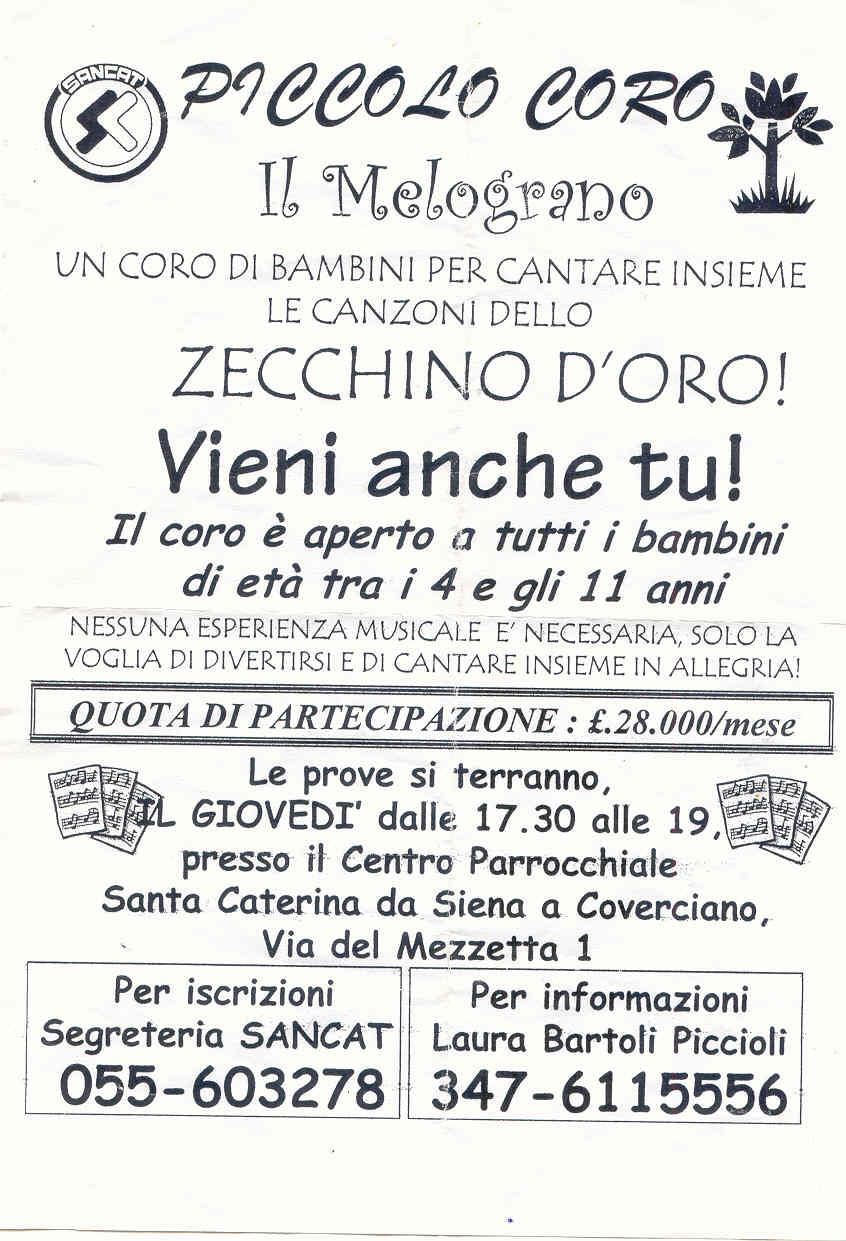 SANCAT
PICCOLO CORO
Il Melograno
UN CORO DI BAMBINI PER CANTARE INSIEME
LE CANZONI DELLO
ZECCHINO D'ORO!
Vieni anche tu!
Il coro è aperto a tutti i bambini
di età tra i 4 e gli 11 anni
NESSUNA ESPERIENZA MUSICALE E' NECESSARIA, SOLO LA
VOGLIA DI DIVERTIRSI E DI CANTARE INSIEME IN ALLEGRIA!
QUOTA DI PARTECIPAZIONE : £.28.000/mese
Le prove si terranno,
IL GIOVEDI' dalle 17.30 alle 19,
presso il Centro Parrocchiale
Santa Caterina da Siena a Coverciano,
Via del Mezzetta 1
Per iscrizioni
Segreteria SANCAT
055-603278
Per informazioni
Laura Bartoli Piccioli
347-6115556